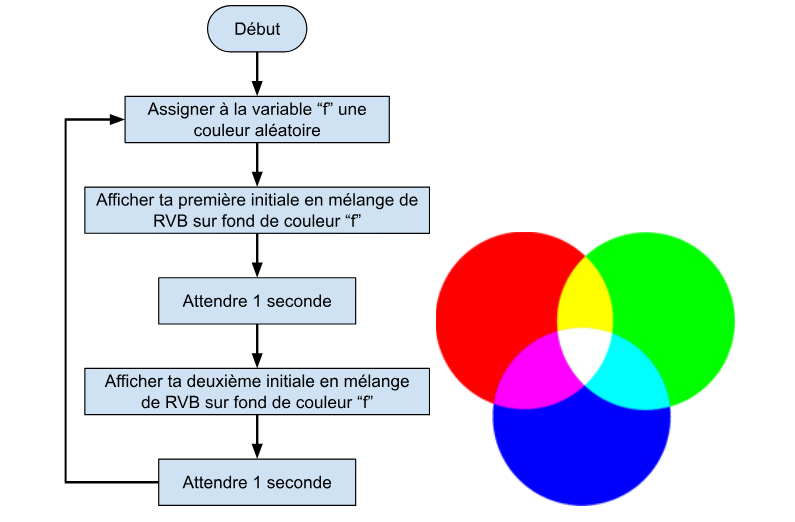 Début
Assigner à la variable “f” une
couleur aléatoire
Afficher ta première initiale en mélange de
RVB sur fond de couleur “f”
Attendre 1 seconde
Afficher ta deuxième initiale en mélange
de RVB sur fond de couleur “f”
Attendre 1 seconde